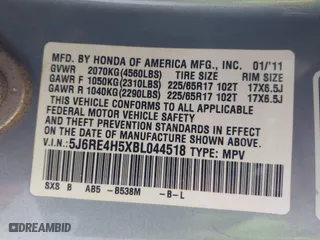 MFD. BY HONDA OF AMERICA MFG., INC. 01/'11
GVWR 2070KG(4560LBS) TIRE SIZE RIM SIZE
GAWR F 1050KG(2310LBS) 225/65R17 102T 17X6.5J
GAWR R 1040KG(2290LBS) 225/65R17 102T 17X6.5J
THIS VEHICLE CONFORMS TO ALL APPLICABLE
FEDERAL MOTOR VEHICLE SAFETY AND THEFT
PREVENTION STANDARDS IN EFFECT ON THE DATE OF
MANUFACTURE SHOWN ABOVE.
V.I.N.: 5J6RE4H5XBL044518 TYPE: MPV
SXS B AB5 -B538M -B-L
DREAMBID
dreambid.com